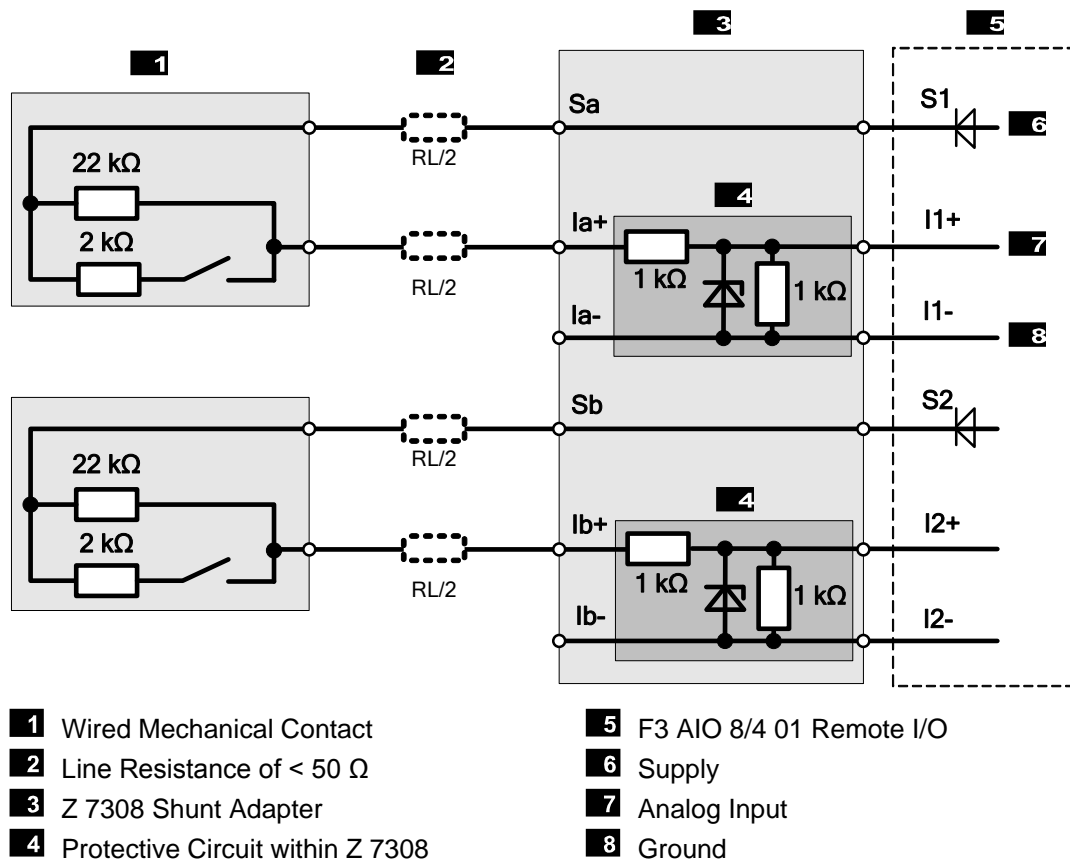 5
3
1
2
Sa
S1
6
RL/2
22 kΩ
4
Ia+
I1+
7
2 kΩ
RL/2
1 kΩ
1 kΩ
Ia-
I1-
8
Sb
S2
RL/2
22 kΩ
4
Ib+
I2+
2 kΩ
RL/2
1 kΩ
1 kΩ
Ib-
I2-
1 Wired Mechanical Contact
2 Line Resistance of < 50 Ω
3 Z 7308 Shunt Adapter
4 Protective Circuit within Z 7308
5 F3 AIO 8/4 01 Remote I/O
6 Supply
7 Analog Input
8 Ground